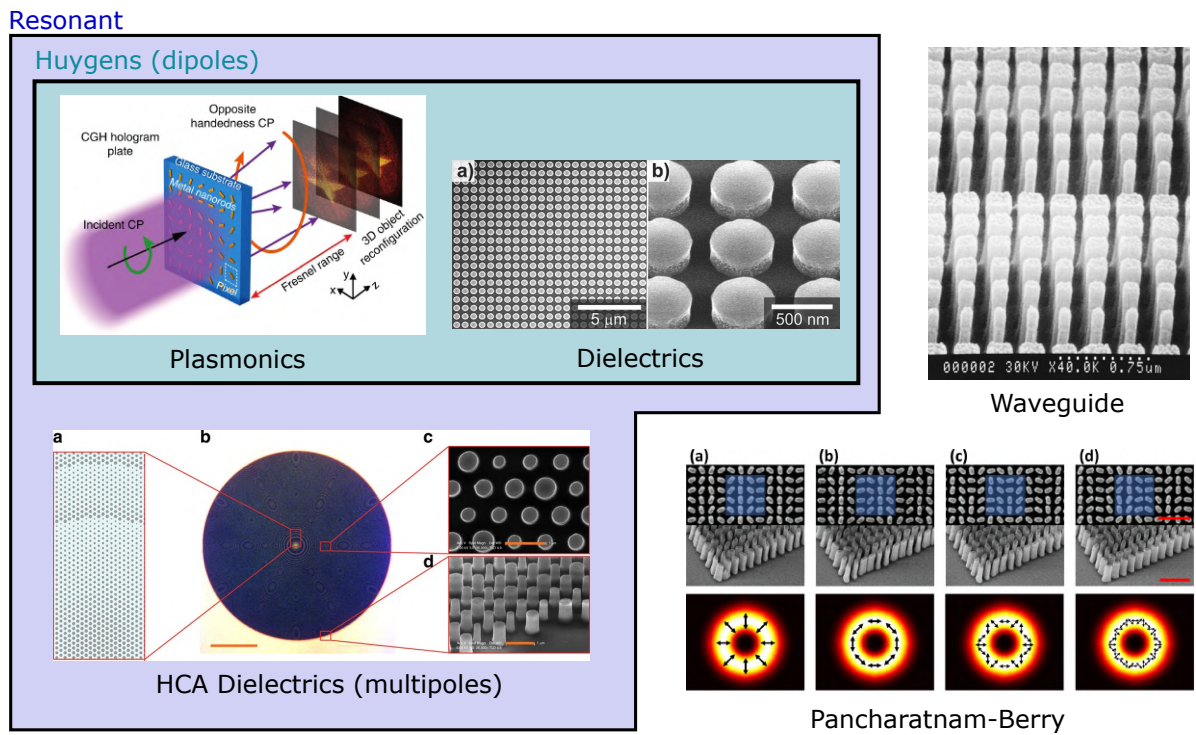 Resonant
Huygens (dipoles)
CGH hologram
plate
Opposite
handedness CP
Glass substrate
Metal nanorods
Incident CP
Pixel
Fresnel range
3D object
reconfiguration
x
y
z
Plasmonics
a)
5 μm
b)
500 nm
Dielectrics
000002 30KV X40.0K 0.75um
Waveguide
a
b
c
d
HCA Dielectrics (multipoles)
(a)
(b)
(c)
(d)
Pancharatnam-Berry